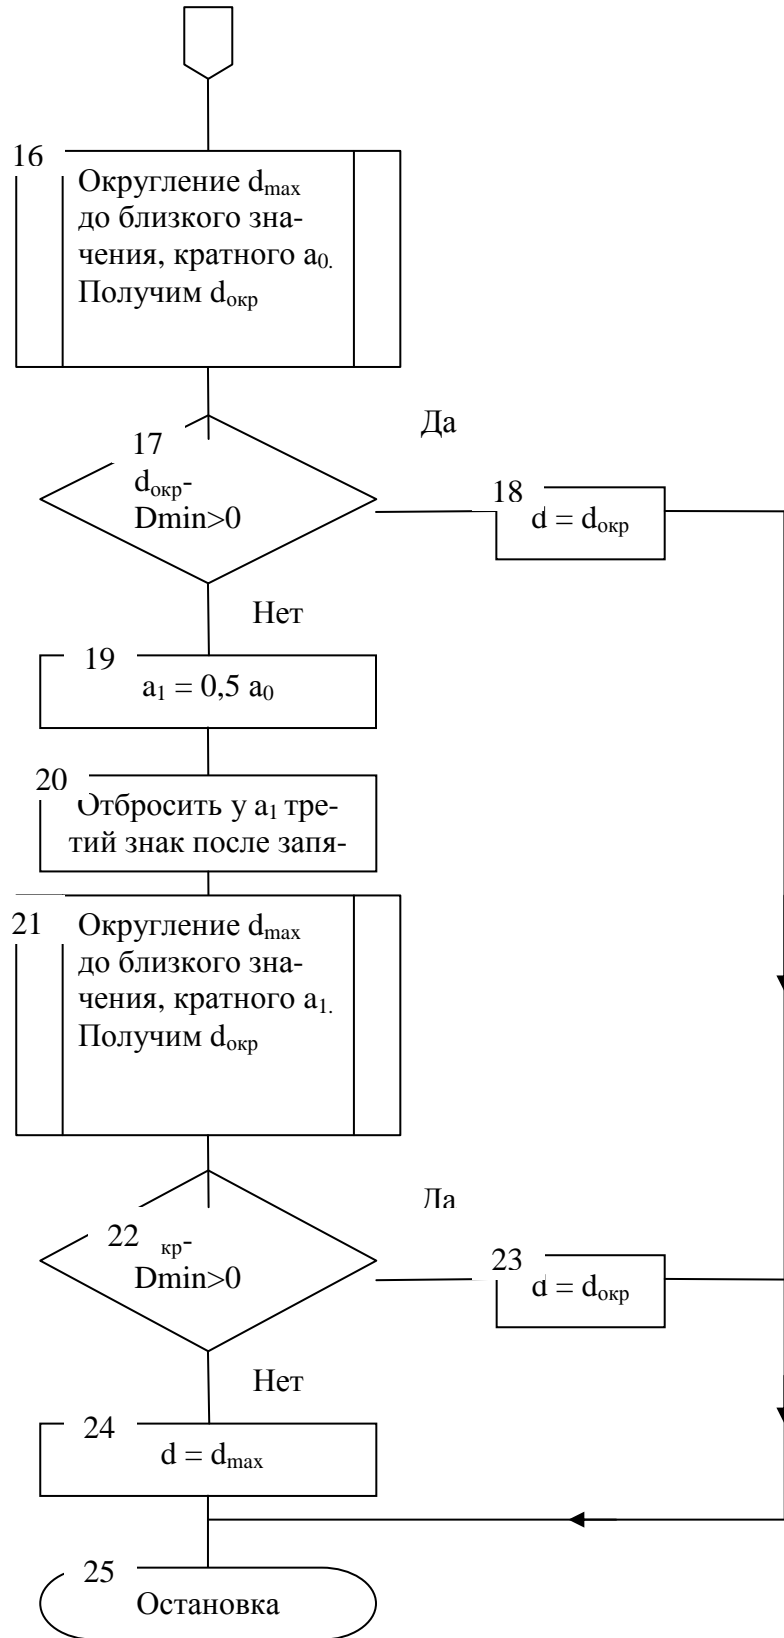 16
Округление dmax
до близкого зна-
чения, кратного a0.
Получим dокр
17
dокр-
Dmin>0
Да
18
d = dокр
Нет
19
a1 = 0,5 a0
20
Отбросить у a1 тре-
тий знак после запя-
21
Округление dmax
до близкого зна-
чения, кратного a1.
Получим dокр
22
кр-
Dmin>0
Да
23
d = dокр
Нет
24
d = dmax
25
Остановка